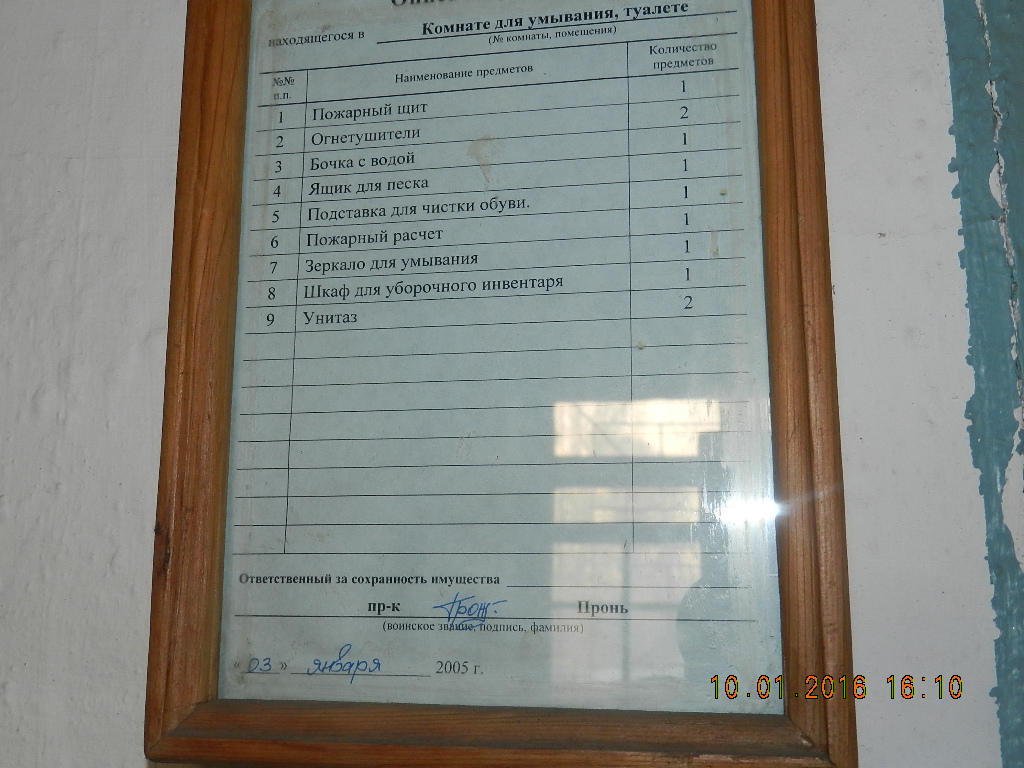 находящегося в Комнате для умывания, туалете
(№ комнаты, помещения)
№№ п.п. Наименование предметов Количество предметов
1 Пожарный щит 1
2 Огнетушители 2
3 Бочка с водой 1
4 Ящик для песка 1
5 Подставка для чистки обуви. 1
6 Пожарный расчет 1
7 Зеркало для умывания 1
8 Шкаф для уборочного инвентаря 1
9 Унитаз 2
Ответственный за сохранность имущества
пр-к Пронь
(воинское звание, подпись, фамилия)
« 03 » января 2005 г.
10.01.2016 16:10